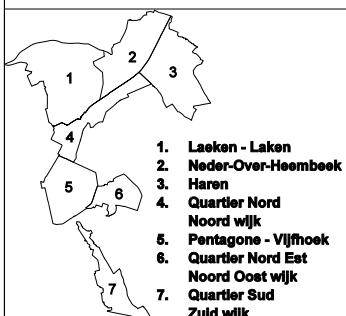 1
2
3
4
5
6
7
1. Laeken - Laken
2. Neder-Over-Heembeek
3. Haren
4. Quartier Nord
Noord wijk
5. Pentagone - Vijfhoek
6. Quartier Nord Est
Noord Oost wijk
7. Quartier Sud
Zuid wijk